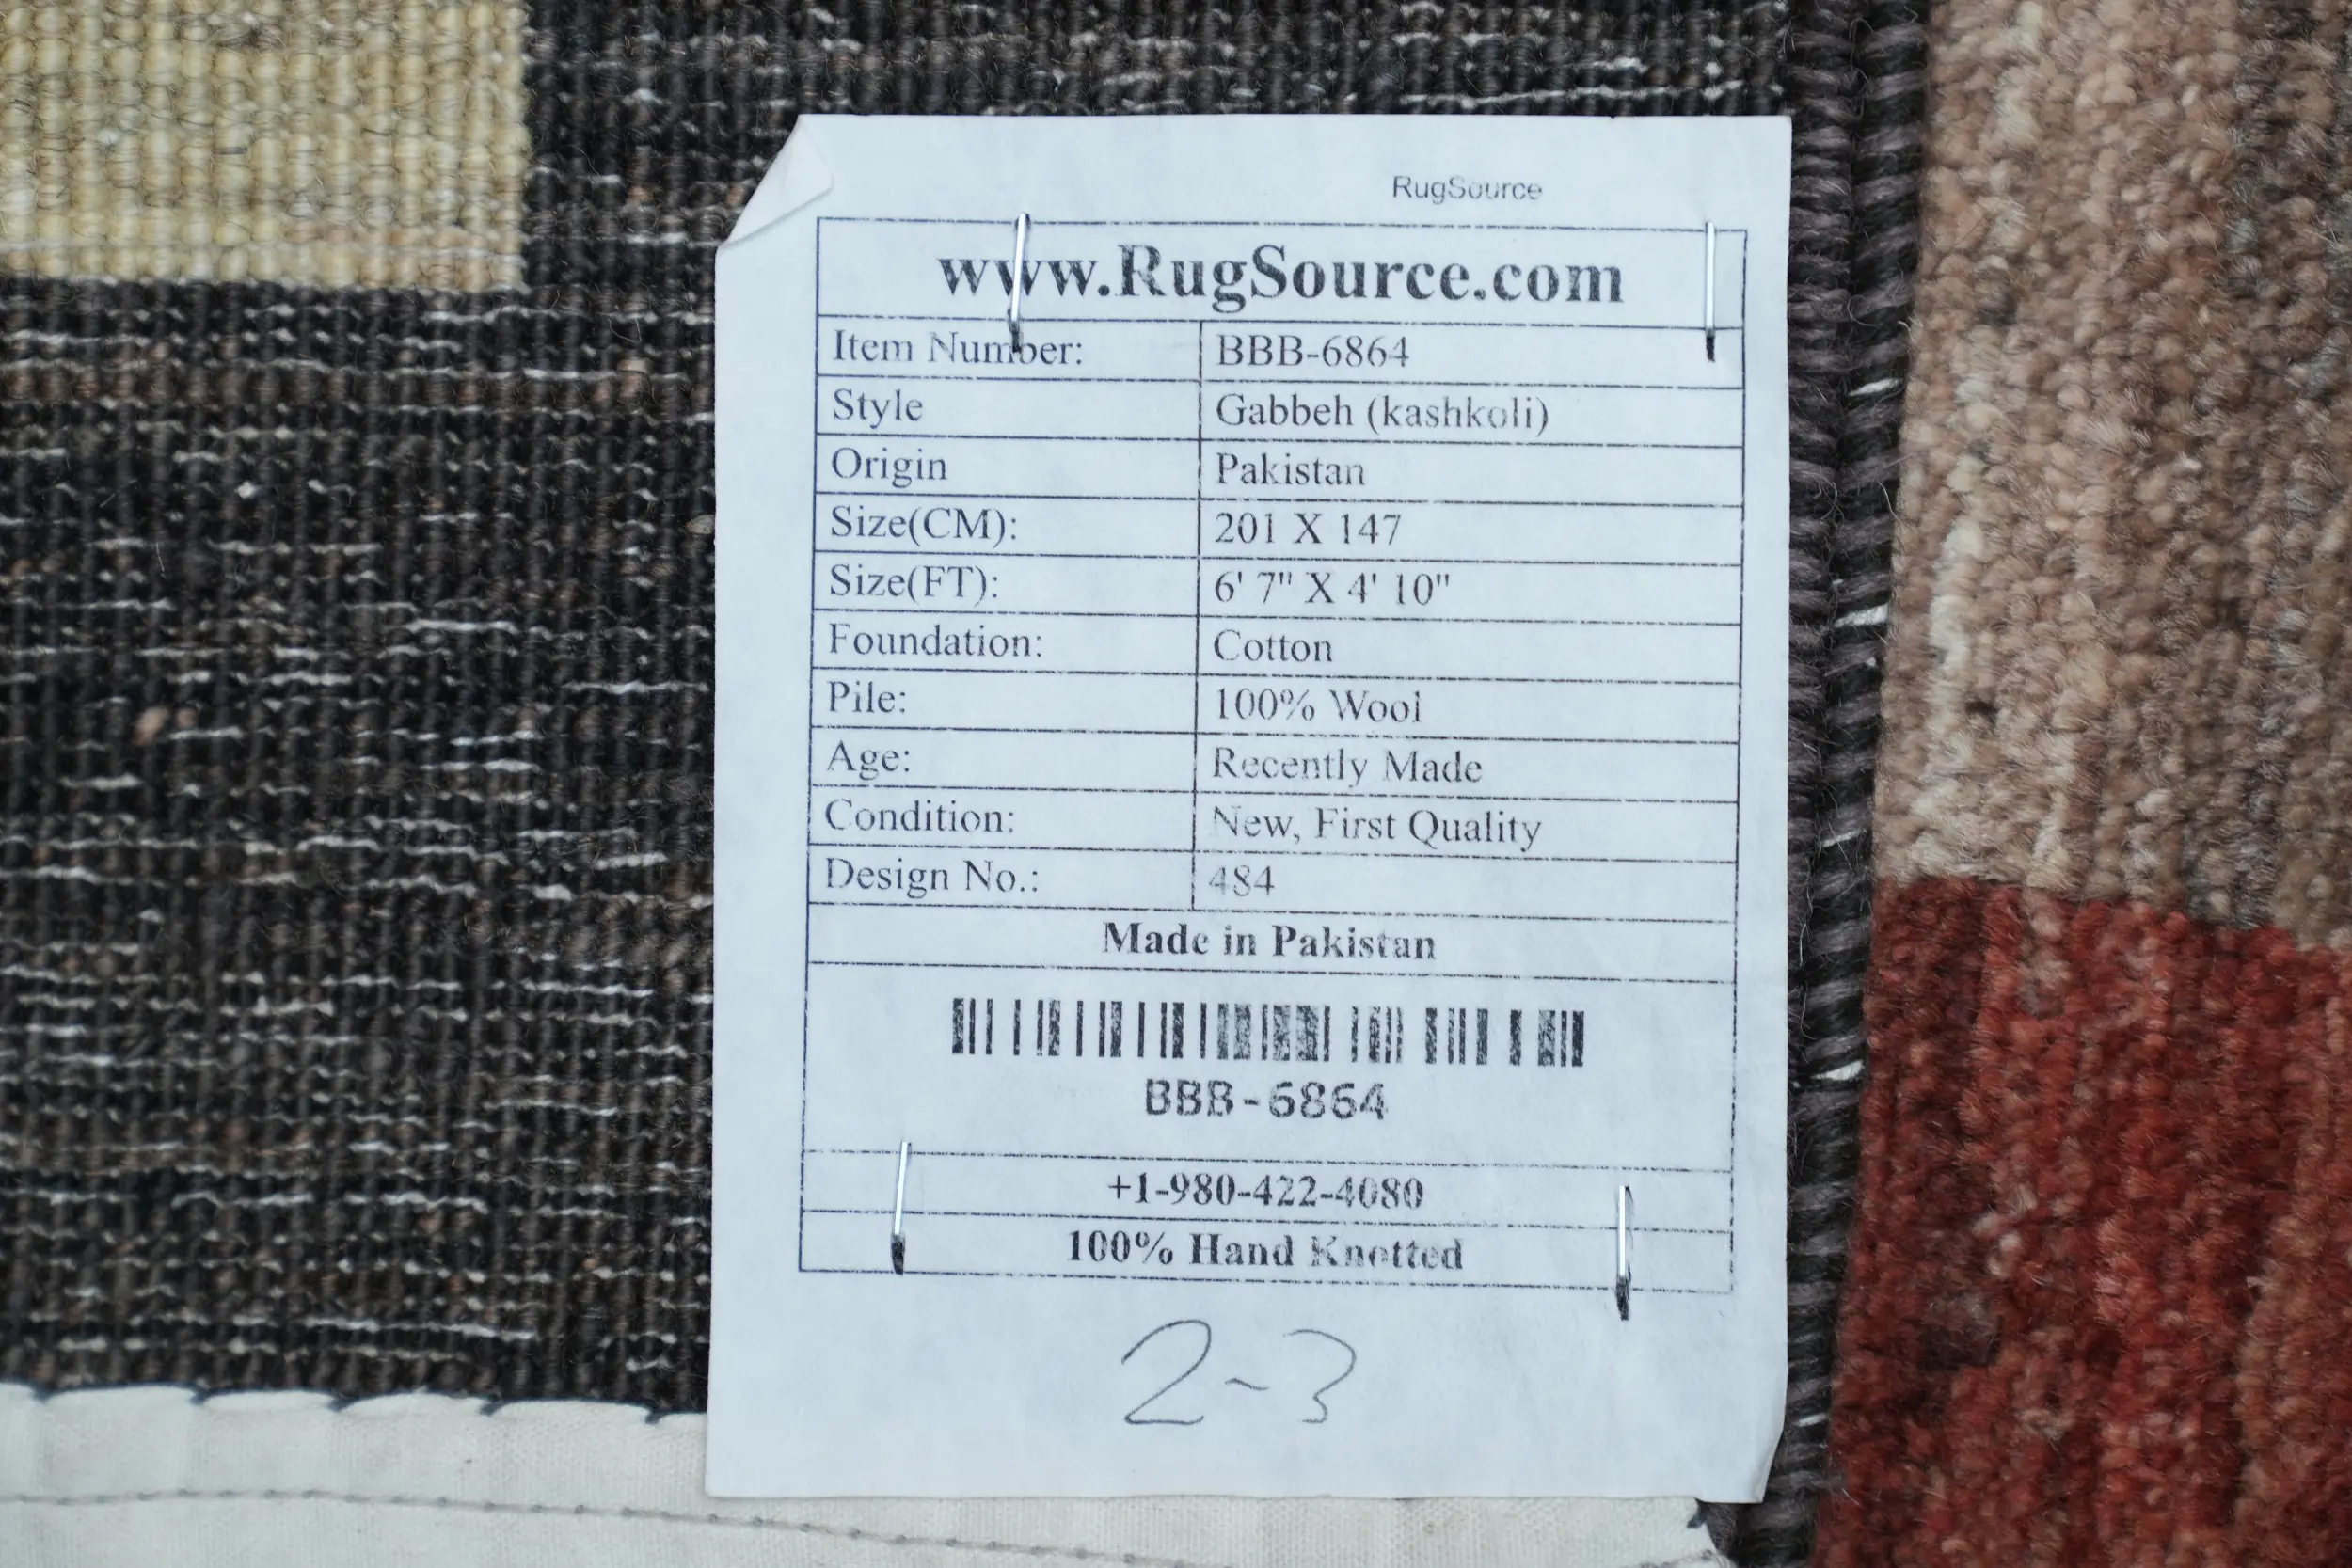 RugSource
www.RugSource.com
Item Number: BBB-6864
Style Gabbeh (kashkoli)
Origin Pakistan
Size(CM): 201 X 147
Size(FT): 6' 7" X 4' 10"
Foundation: Cotton
Pile: 100% Wool
Age: Recently Made
Condition: New, First Quality
Design No.: 484
Made in Pakistan
BBB-6864
+1-980-422-4080
100% Hand Knotted
2-3